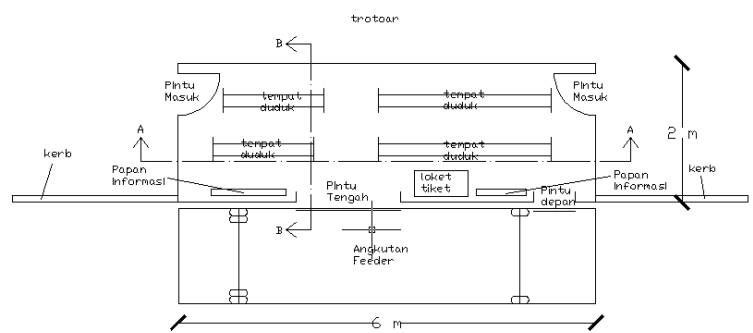 trotoar
B
Pintu
Masuk
tempat
duduk
tempat
duduk
Pintu
Masuk
A
tempat
duduk
tempat
duduk
A
2 m
kerb
Papan
Informasi
loket
tiket
Papan
Informasi
kerb
Pintu
Tengah
Pintu
depan
B
Angkutan
Feeder
6 m